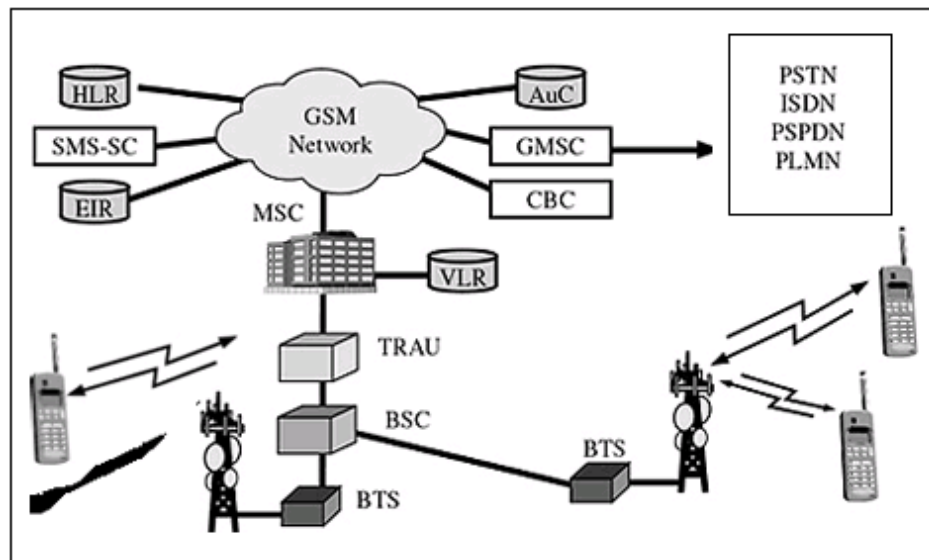 HLR
SMS-SC
EIR
GSM
Network
AuC
GMSC
CBC
PSTN
ISDN
PSPDN
PLMN
MSC
VLR
TRAU
BSC
BTS
BTS